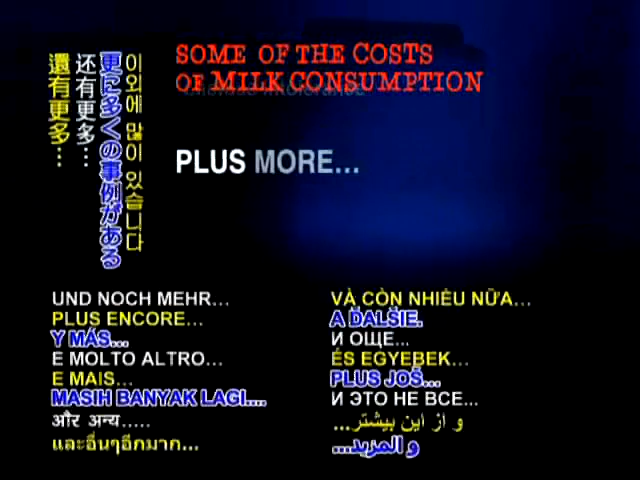 SOME OF THE COSTS
OF MILK CONSUMPTION
PLUS MORE...
還有更多...
还有更多...
更に多くの事例がある
이외에 많이 있습니다
UND NOCH MEHR...
PLUS ENCORE...
Y MÁS...
E MOLTO ALTRO...
E MAIS...
MASIH BANYAK LAGI....
और अन्य.....
และอื่นๆอีกมาก...
VÀ CÒN NHIỀU NỮA...
A ĎALŠIE.
И ОЩЕ...
ÉS EGYEBEK...
PLUS JOŠ...
И ЭТО НЕ ВСЕ...
و از این بیشتر...
و المزيد...